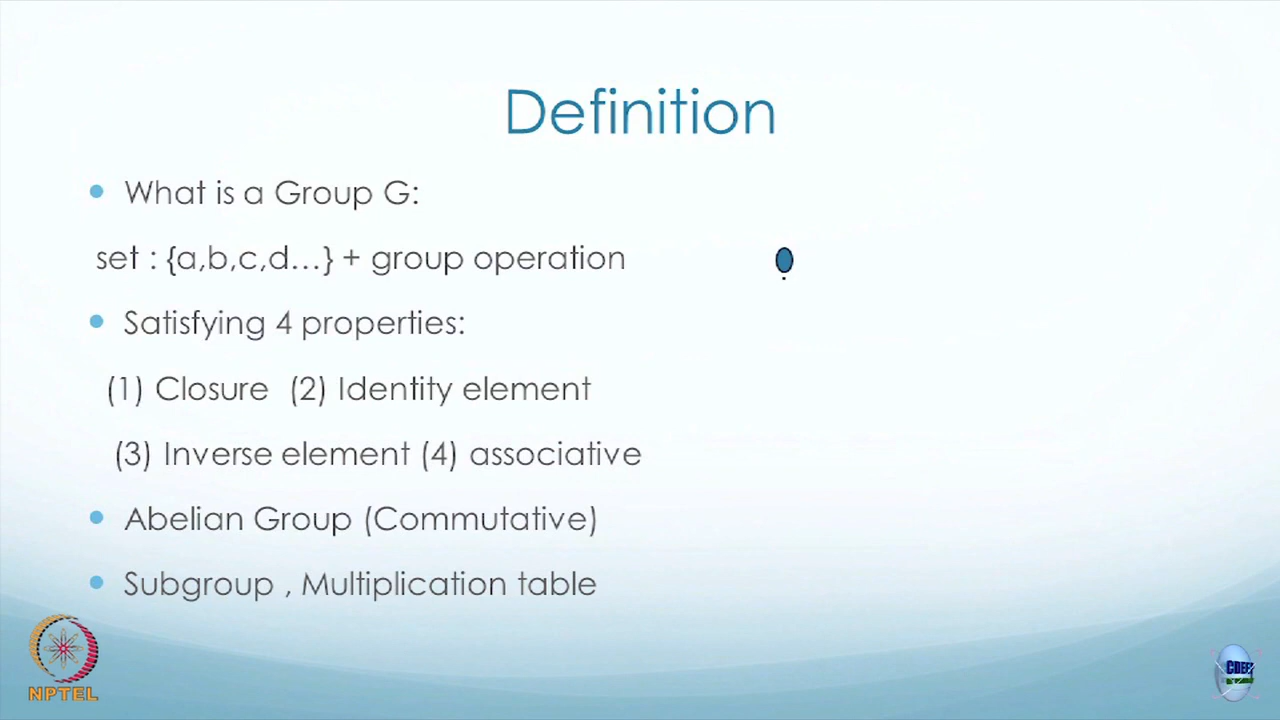 Definition
What is a Group G:
set : {a,b,c,d...} + group operation
Satisfying 4 properties:
(1) Closure (2) Identity element
(3) Inverse element (4) associative
Abelian Group (Commutative)
Subgroup , Multiplication table
NPTEL
CDEEP